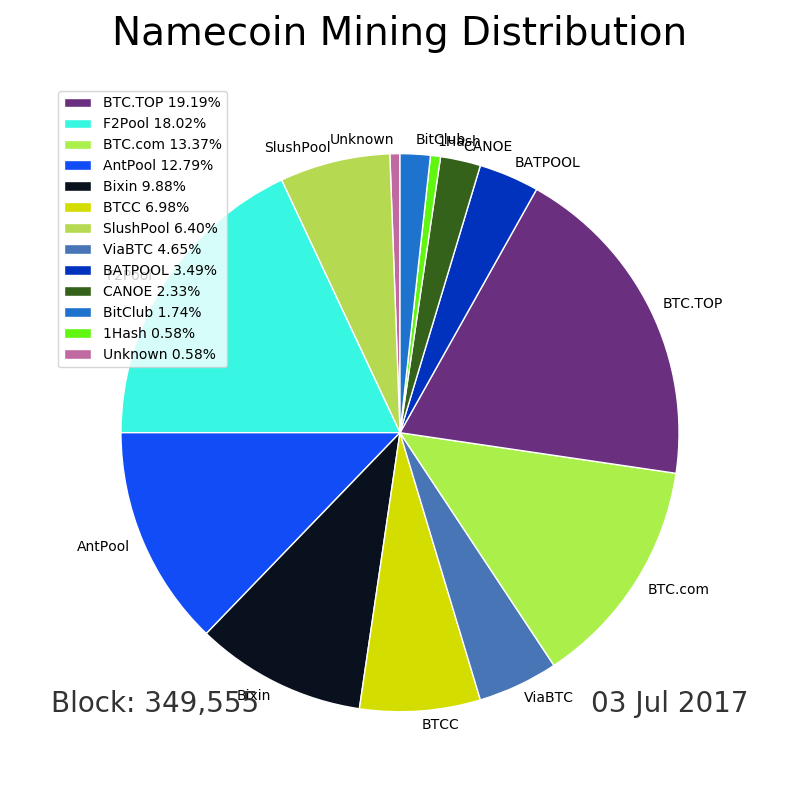 Namecoin Mining Distribution
BTC.TOP 19.19%
F2Pool 18.02%
BTC.com 13.37%
AntPool 12.79%
Bixin 9.88%
BTCC 6.98%
SlushPool 6.40%
ViaBTC 4.65%
BATPOOL 3.49%
CANOE 2.33%
BitClub 1.74%
1Hash 0.58%
Unknown 0.58%
SlushPool
Unknown
BitClub
1Hash
CANOE
BATPOOL
F2Pool
BTC.TOP
AntPool
BTC.com
Bixin
ViaBTC
BTCC
Block: 349,555
03 Jul 2017